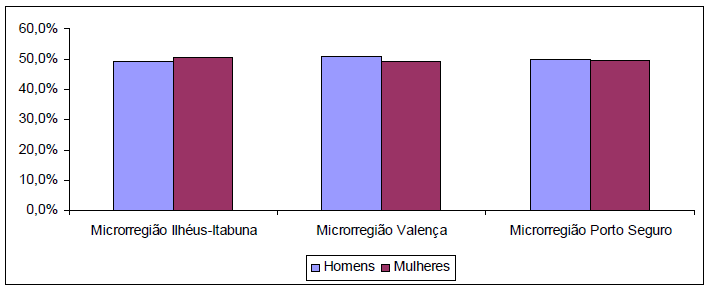 60,0%
50,0%
40,0%
30,0%
20,0%
10,0%
0,0%
Microrregião Ilhéus-Itabuna
Microrregião Valença
Microrregião Porto Seguro
Homens
Mulheres